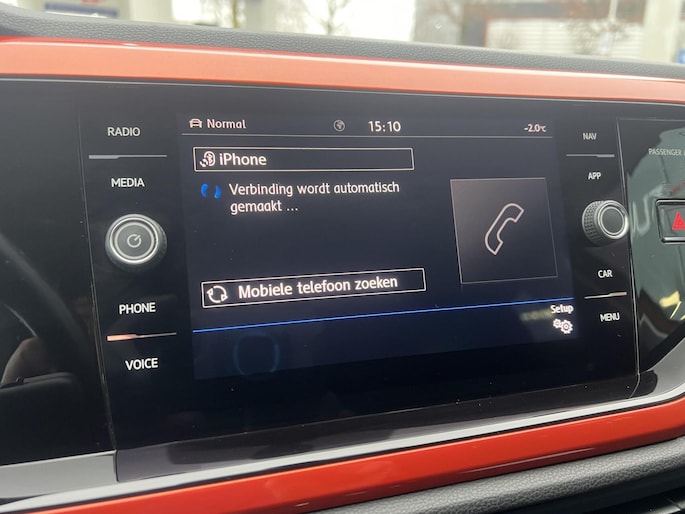 RADIO
MEDIA
PHONE
VOICE
Normal
15:10
-2.0°C
iPhone
Verbinding wordt automatisch
gemaakt ...
Mobiele telefoon zoeken
Setup
NAV
APP
CAR
MENU
PASSENGER